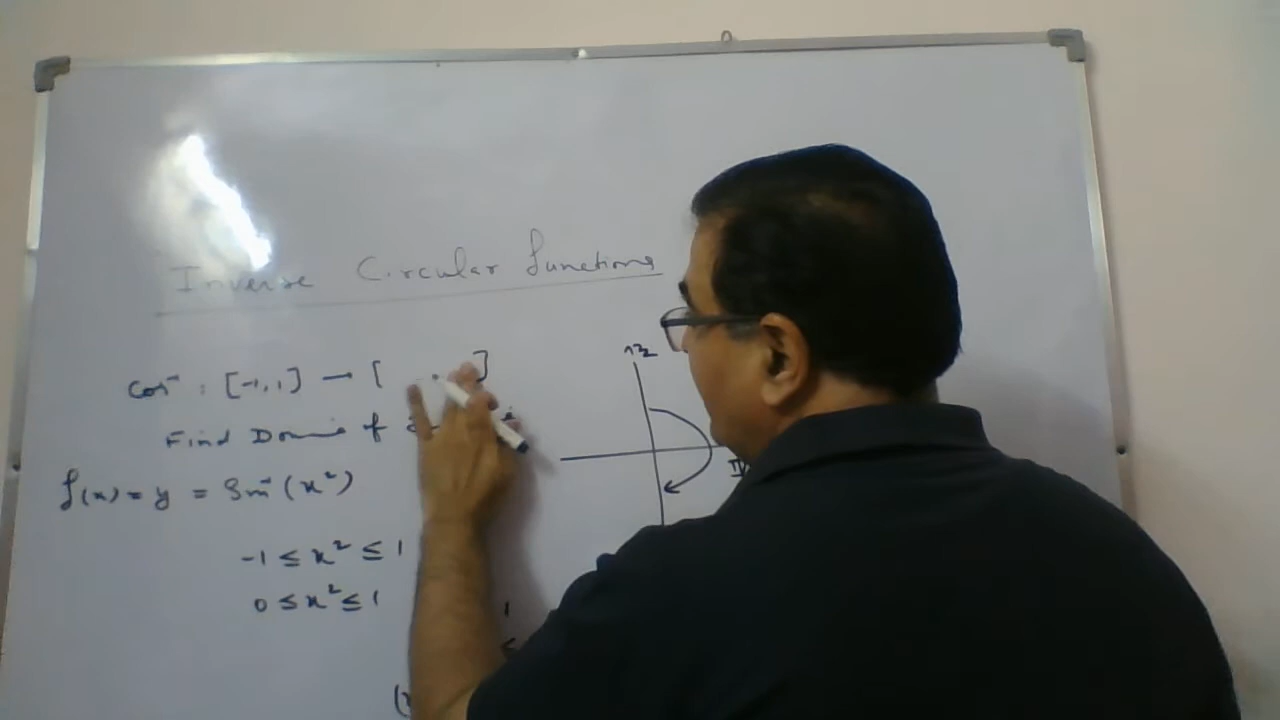 Inverse Circular functions
cos⁻¹ : [-1, 1] → [ ]
Find Domain of
f(x) = y = Sin⁻¹(x²)
-1 ≤ x² ≤ 1
0 ≤ x² ≤ 1